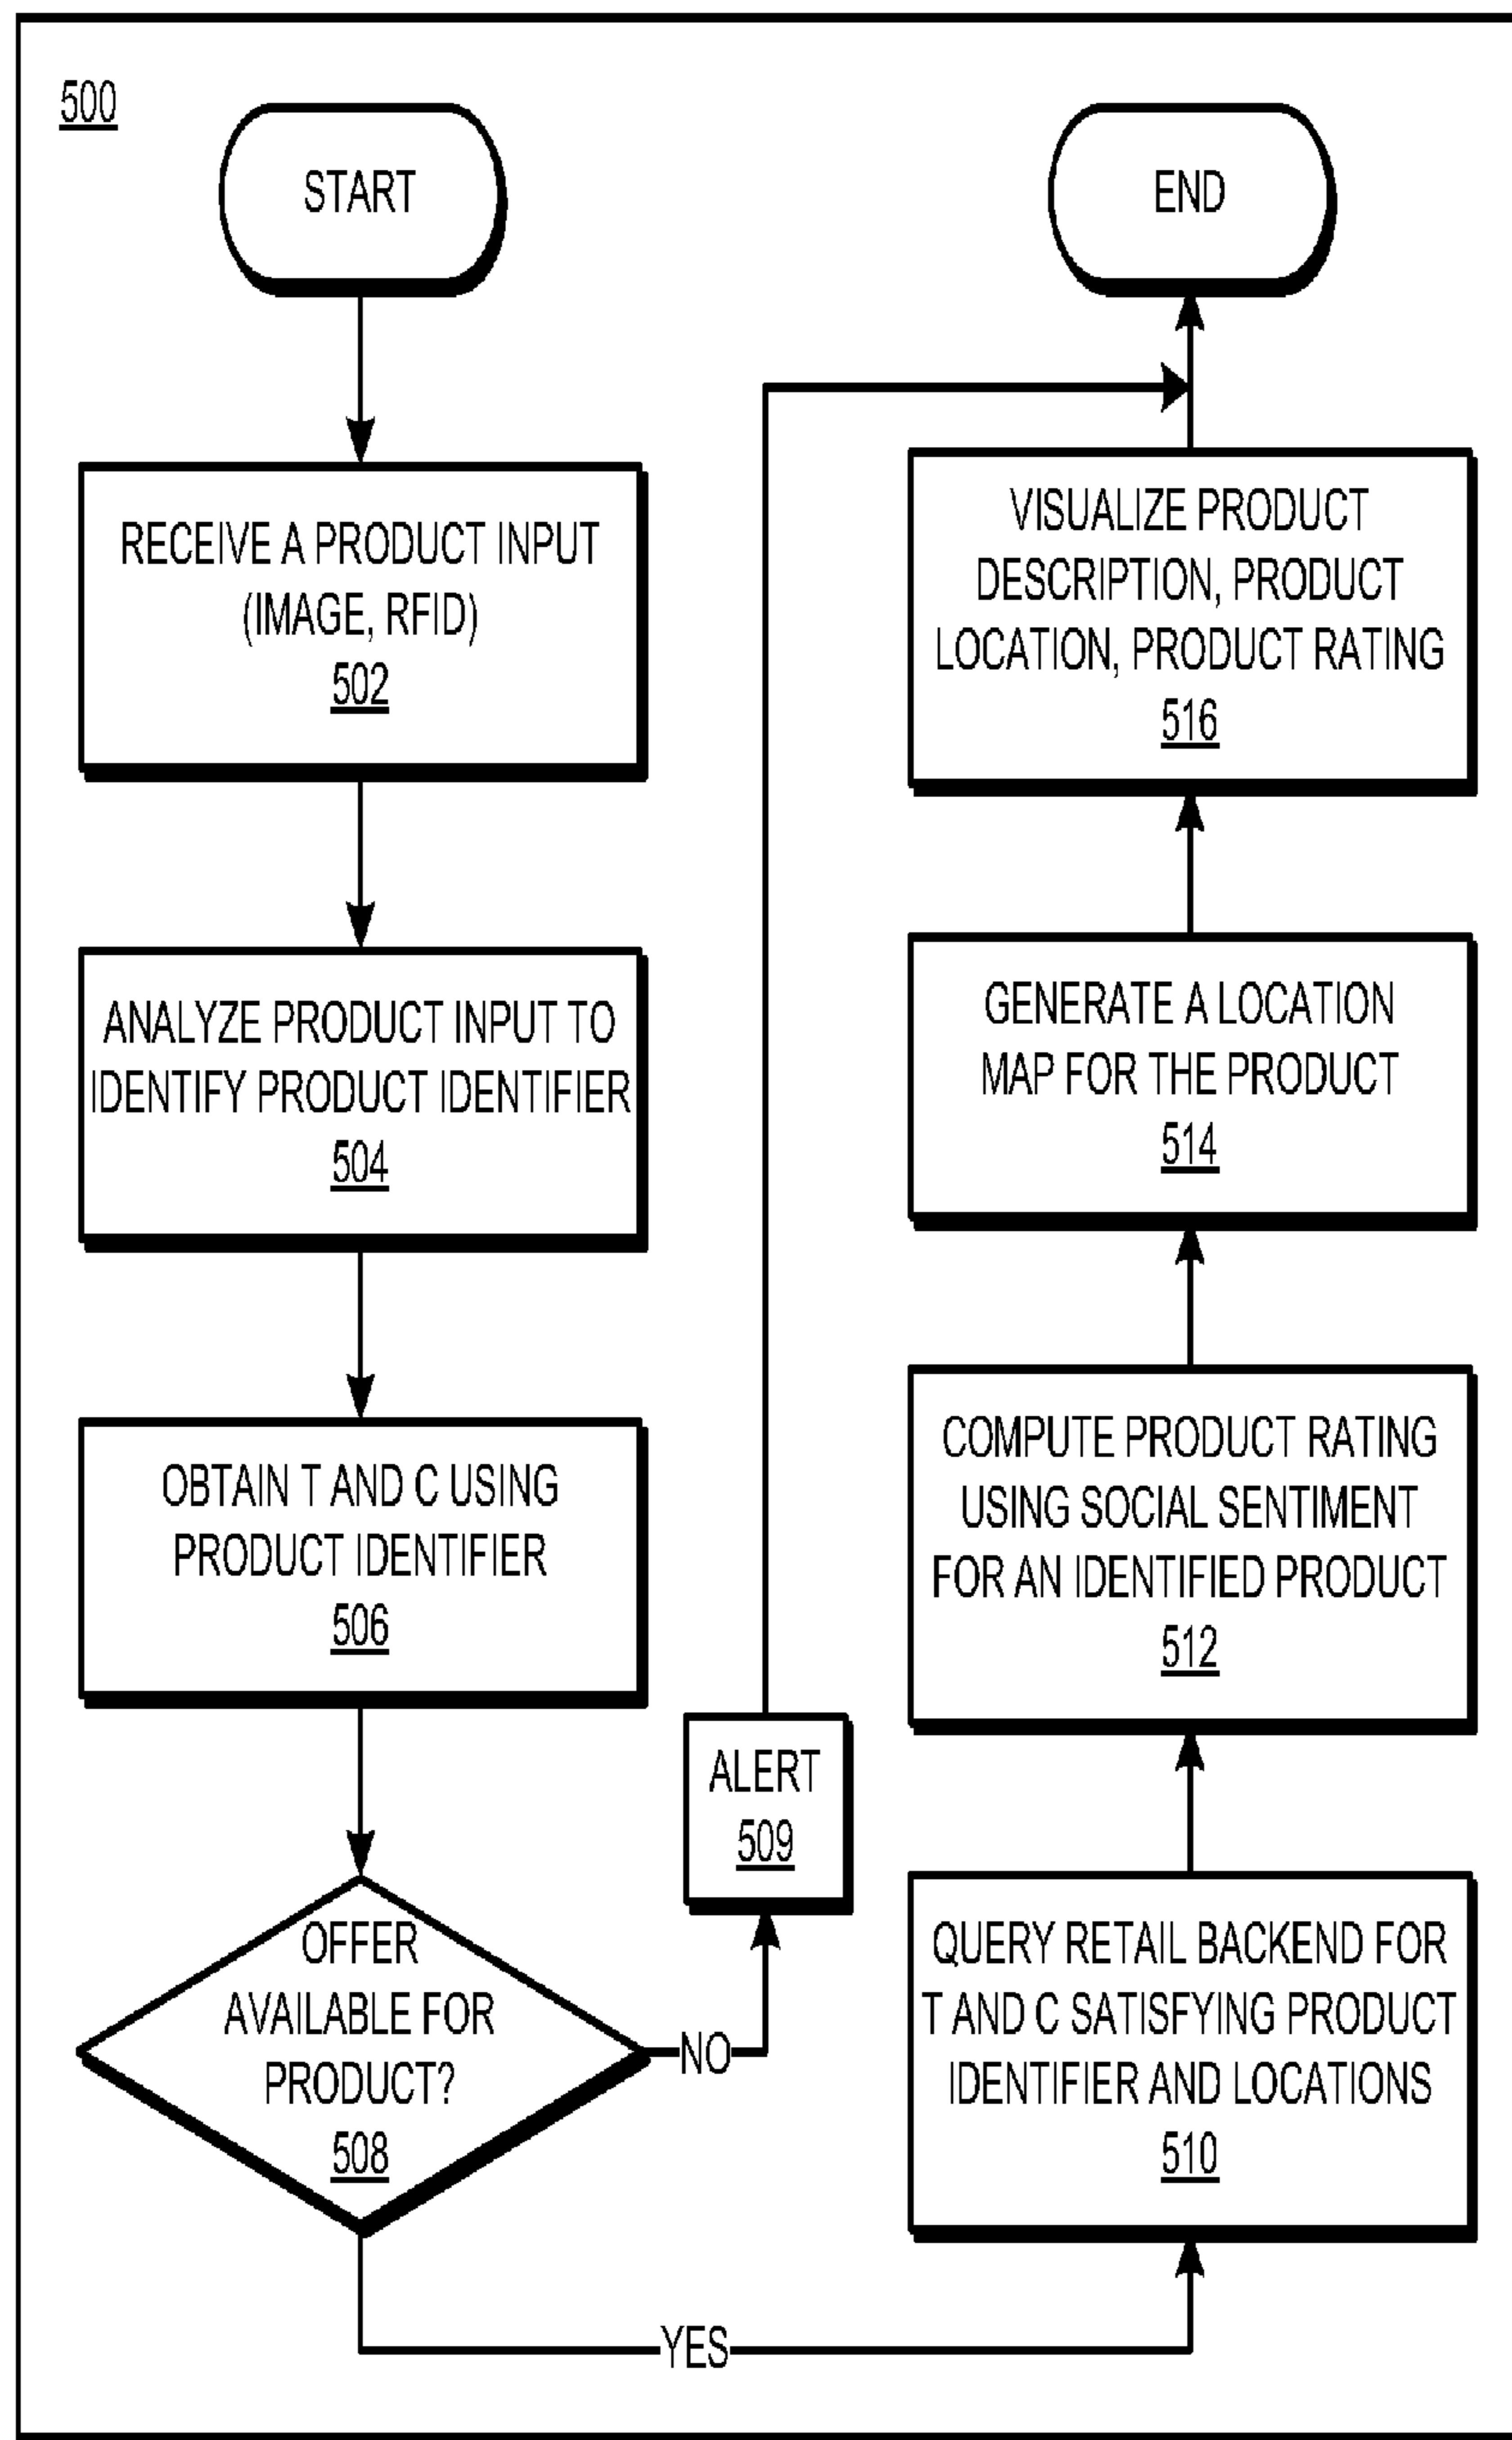 500
START
RECEIVE A PRODUCT INPUT
(IMAGE, RFID)
502
ANALYZE PRODUCT INPUT TO
IDENTIFY PRODUCT IDENTIFIER
504
OBTAIN T AND C USING
PRODUCT IDENTIFIER
506
OFFER
AVAILABLE FOR
PRODUCT?
508
NO
ALERT
509
YES
QUERY RETAIL BACKEND FOR
T AND C SATISFYING PRODUCT
IDENTIFIER AND LOCATIONS
510
COMPUTE PRODUCT RATING
USING SOCIAL SENTIMENT
FOR AN IDENTIFIED PRODUCT
512
GENERATE A LOCATION
MAP FOR THE PRODUCT
514
VISUALIZE PRODUCT
DESCRIPTION, PRODUCT
LOCATION, PRODUCT RATING
516
END